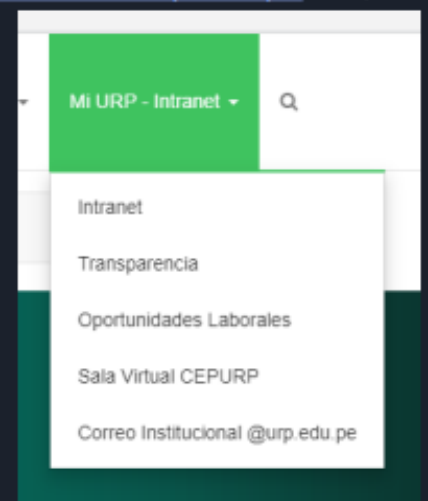 Mi URP - Intranet
Intranet
Transparencia
Oportunidades Laborales
Sala Virtual CEPURP
Correo Institucional @urp.edu.pe